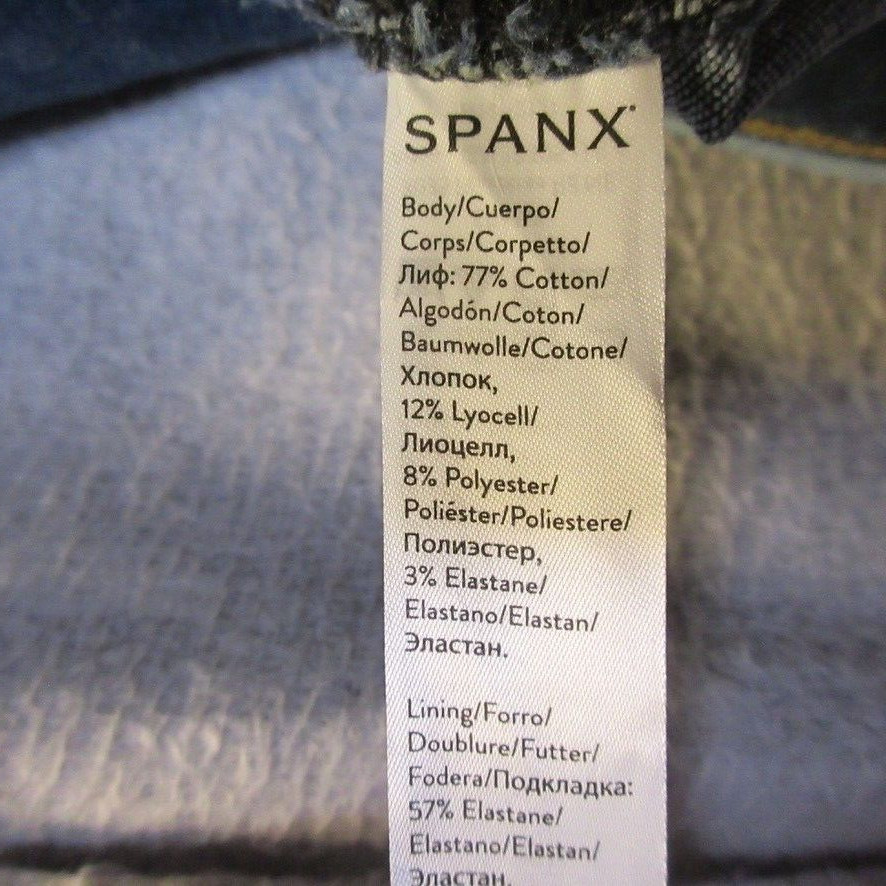 SPANX®
Body/Cuerpo/
Corps/Corpetto/
Лиф: 77% Cotton/
Algodón/Coton/
Baumwolle/Cotone/
Хлопок,
12% Lyocell/
Лиоцелл,
8% Polyester/
Poliéster/Poliestere/
Полиэстер,
3% Elastane/
Elastano/Elastan/
Эластан.
Lining/Forro/
Doublure/Futter/
Fodera/Подкладка:
57% Elastane/
Elastano/Elastan/
Эластан.